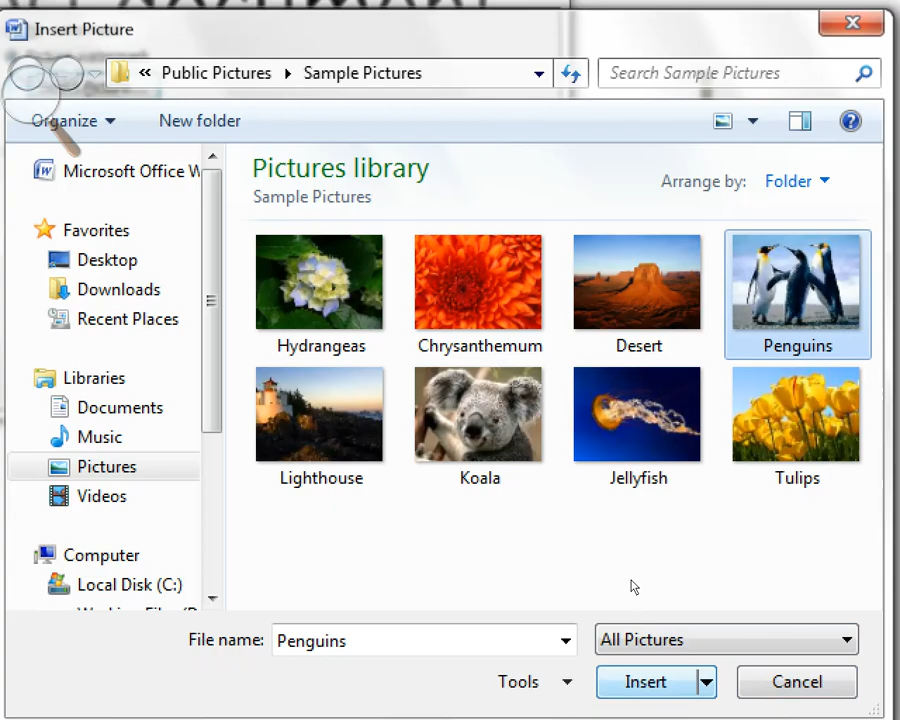 Insert Picture
« Public Pictures Sample Pictures
Search Sample Pictures
Organize New folder
Microsoft Office W
Favorites
Desktop
Downloads
Recent Places
Libraries
Documents
Music
Pictures
Videos
Computer
Local Disk (C:)
Pictures library
Sample Pictures
Arrange by: Folder
Hydrangeas Chrysanthemum Desert Penguins
Lighthouse Koala Jellyfish Tulips
File name: Penguins All Pictures
Tools Insert Cancel